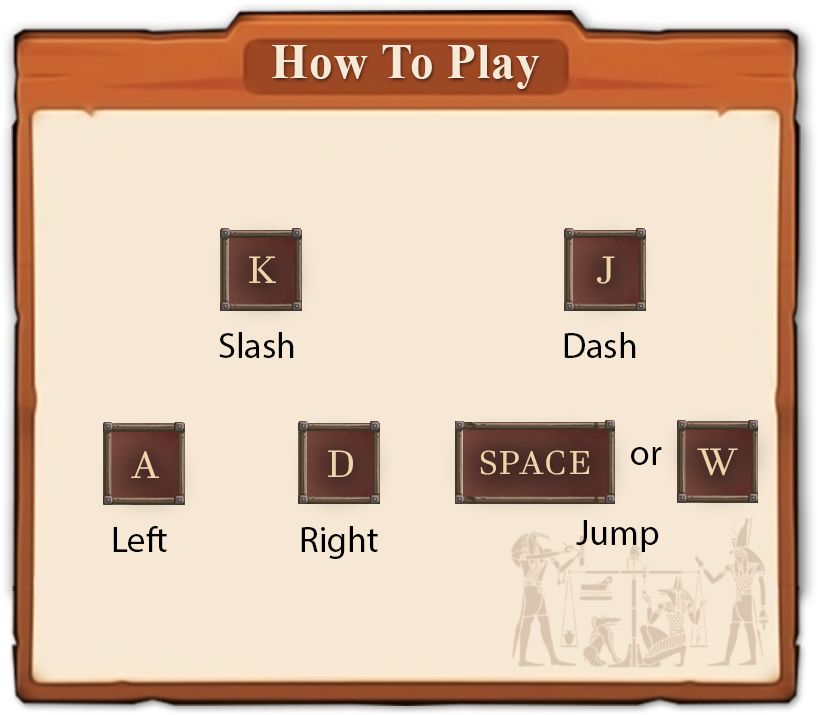 How To Play
K
J
Slash
Dash
A
D
SPACE or W
Left
Right
Jump